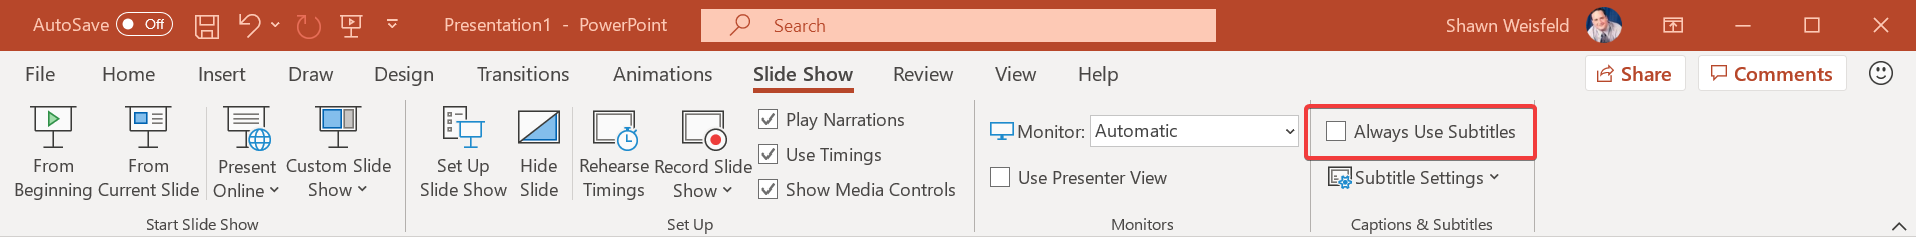 AutoSave Off Presentation1 - PowerPoint Search Shawn Weisfeld
File Home Insert Draw Design Transitions Animations Slide Show Review View Help Share Comments
From Beginning
From Current Slide
Present Online
Custom Slide Show
Start Slide Show
Set Up Slide Show
Hide Slide
Rehearse Timings
Record Slide Show
Play Narrations
Use Timings
Show Media Controls
Set Up
Monitor: Automatic
Use Presenter View
Monitors
Always Use Subtitles
Subtitle Settings
Captions & Subtitles